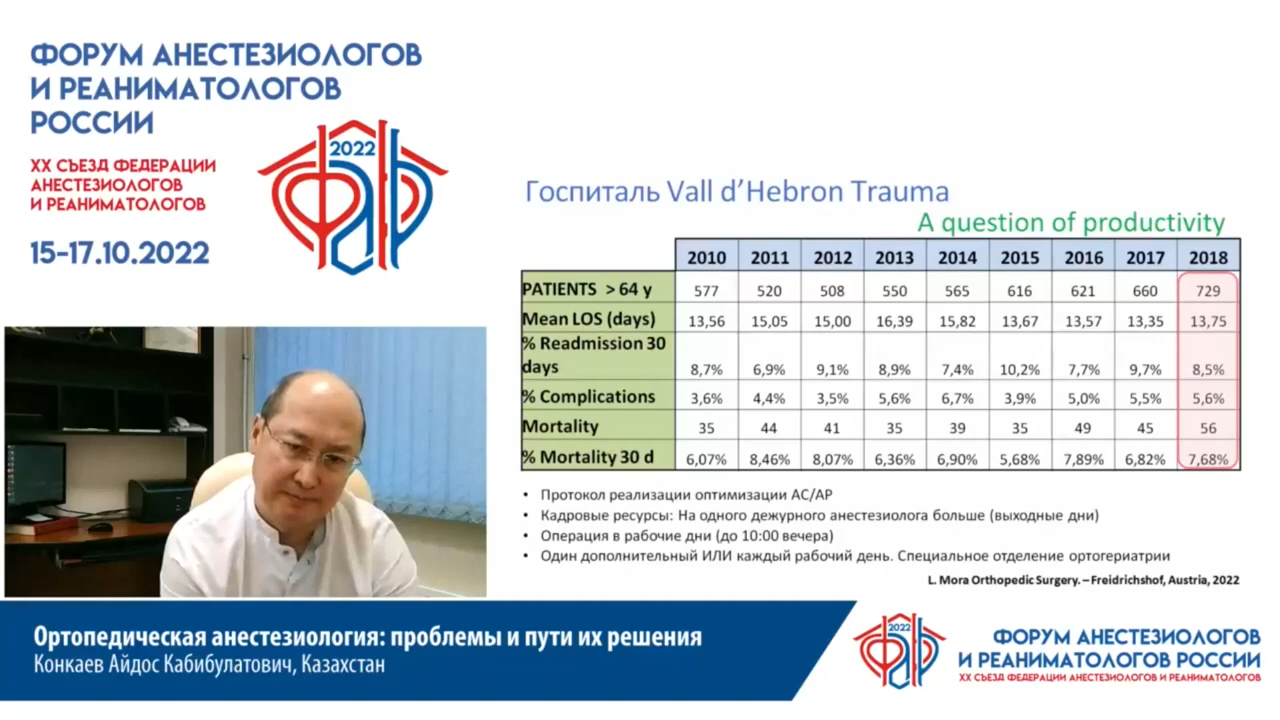 ФОРУМ АНЕСТЕЗИОЛОГОВ
И РЕАНИМАТОЛОГОВ
РОССИИ
XX СЪЕЗД ФЕДЕРАЦИИ
АНЕСТЕЗИОЛОГОВ
И РЕАНИМАТОЛОГОВ
15-17.10.2022
2022
ФАР
Госпиталь Vall d’Hebron Trauma
A question of productivity
2010 2011 2012 2013 2014 2015 2016 2017 2018
PATIENTS > 64 y 577 520 508 550 565 616 621 660 729
Mean LOS (days) 13,56 15,05 15,00 16,39 15,82 13,67 13,57 13,35 13,75
% Readmission 30
days 8,7% 6,9% 9,1% 8,9% 7,4% 10,2% 7,7% 9,7% 8,5%
% Complications 3,6% 4,4% 3,5% 5,6% 6,7% 3,9% 5,0% 5,5% 5,6%
Mortality 35 44 41 35 39 35 49 45 56
% Mortality 30 d 6,07% 8,46% 8,07% 6,36% 6,90% 5,68% 7,89% 6,82% 7,68%
• Протокол реализации оптимизации АС/АР
• Кадровые ресурсы: На одного дежурного анестезиолога больше (выходные дни)
• Операция в рабочие дни (до 10:00 вечера)
• Один дополнительный ИЛИ каждый рабочий день. Специальное отделение ортогериатрии
L. Mora Orthopedic Surgery. – Freidrichshof, Austria, 2022
Ортопедическая анестезиология: проблемы и пути их решения
Конкаев Айдос Кабибулатович, Казахстан
2022
ФАР
ФОРУМ АНЕСТЕЗИОЛОГОВ
И РЕАНИМАТОЛОГОВ РОССИИ
XX СЪЕЗД ФЕДЕРАЦИИ АНЕСТЕЗИОЛОГОВ И РЕАНИМАТОЛОГОВ